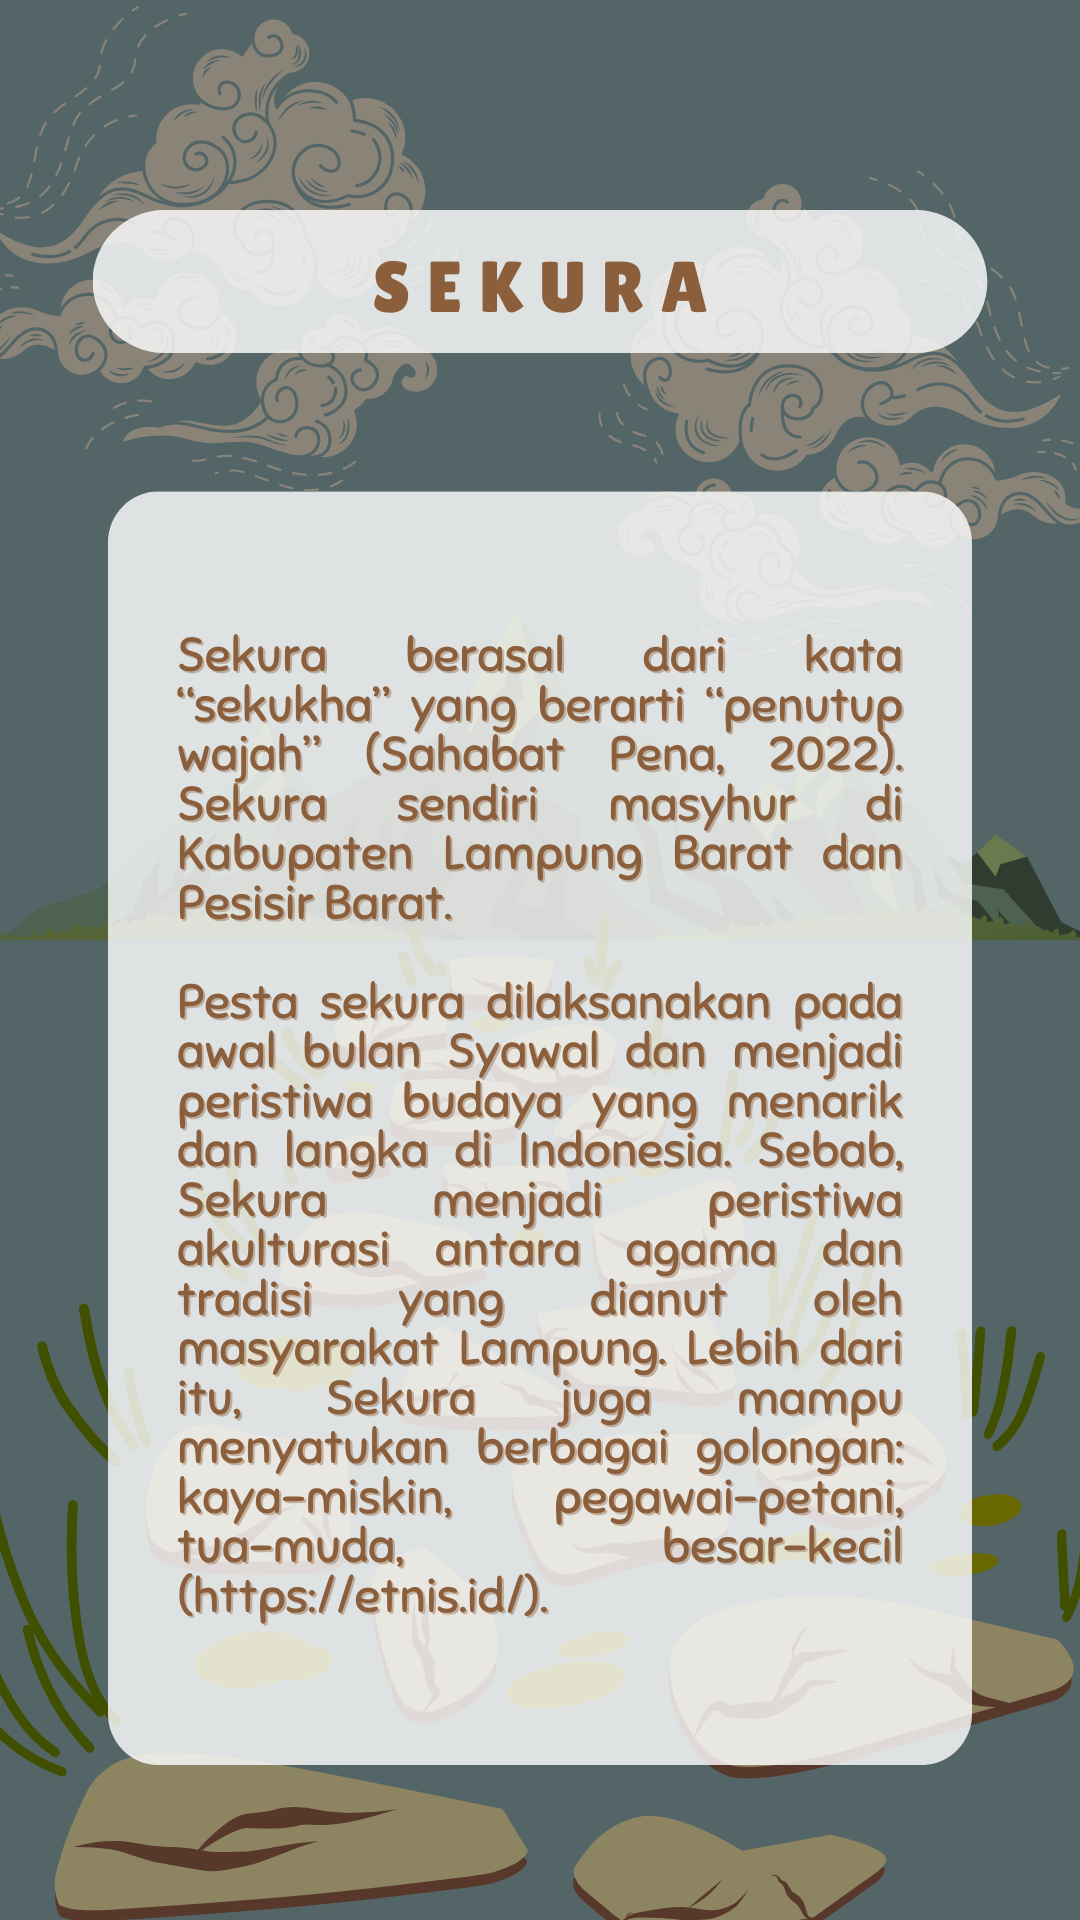 SEKURA
Sekura berasal dari kata
“sekukha” yang berarti “penutup
wajah” (Sahabat Pena, 2022).
Sekura sendiri masyhur di
Kabupaten Lampung Barat dan
Pesisir Barat.
Pesta sekura dilaksanakan pada
awal bulan Syawal dan menjadi
peristiwa budaya yang menarik
dan langka di Indonesia. Sebab,
Sekura menjadi peristiwa
akulturasi antara agama dan
tradisi yang dianut oleh
masyarakat Lampung. Lebih dari
itu, Sekura juga mampu
menyatukan berbagai golongan:
kaya-miskin, pegawai-petani,
tua-muda, besar-kecil
(https://etnis.id/).